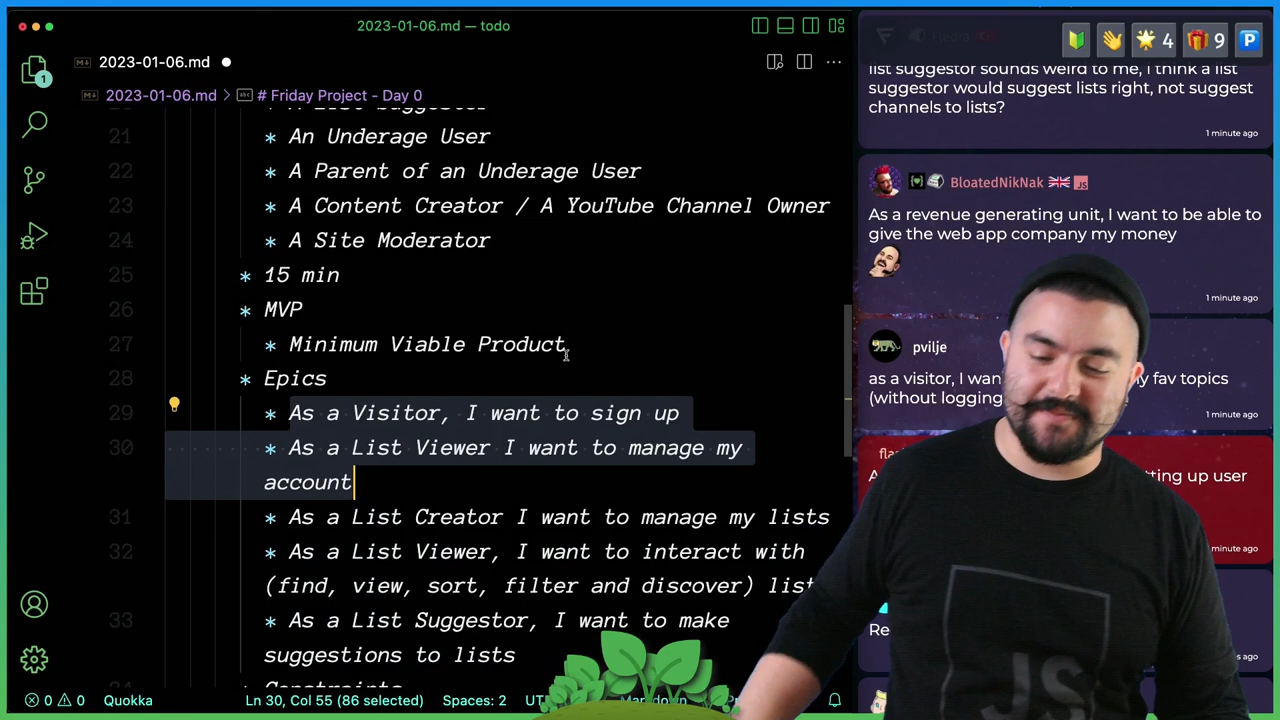 2023-01-06.md — todo
2023-01-06.md
2023-01-06.md > # Friday Project - Day 0
21 * An Underage User
22 * A Parent of an Underage User
23 * A Content Creator / A YouTube Channel Owner
24 * A Site Moderator
25 * 15 min
26 * MVP
27 * Minimum Viable Product
28 * Epics
29 * As a Visitor, I want to sign up
30 * As a List Viewer I want to manage my
account
31 * As a List Creator I want to manage my lists
32 * As a List Viewer, I want to interact with
(find, view, sort, filter and discover)
33 * As a List Suggestor, I want to make
suggestions to lists
1
0 0 Quokka Ln 30, Col 55 (86 selected) Spaces: 2
4 9 P
list suggestor sounds weird to me, I think a list
suggestor would suggest lists right, not suggest
channels to lists?
1 minute ago
BloatedNikNak JS
As a revenue generating unit, I want to be able to
give the web app company my money
1 minute ago
pvilje
as a visitor, I fav topics
(without
1 minute ago
up user
minute ago
JS